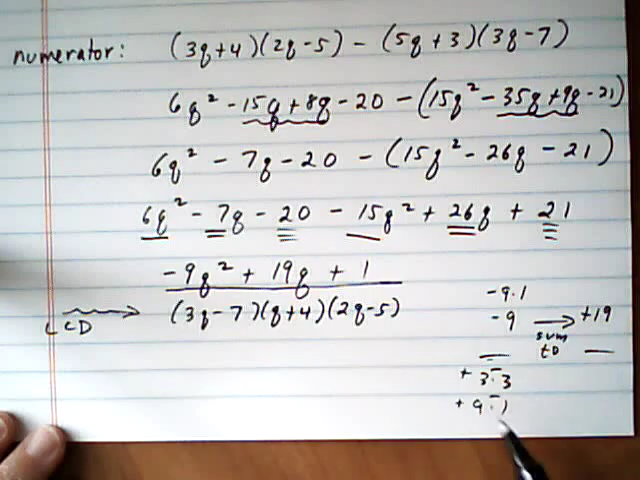 numerator: (3q+4)(2q-5) - (5q+3)(3q-7)
6q² - 15q + 8q - 20 - (15q² - 35q + 9q - 21)
6q² - 7q - 20 - (15q² - 26q - 21)
6q² - 7q - 20 - 15q² + 26q + 21
-9q² + 19q + 1
LCD → (3q-7)(q+4)(2q-5)
-9·1
-9 → +19
sum to
+ 3·-3
+ 9·-1